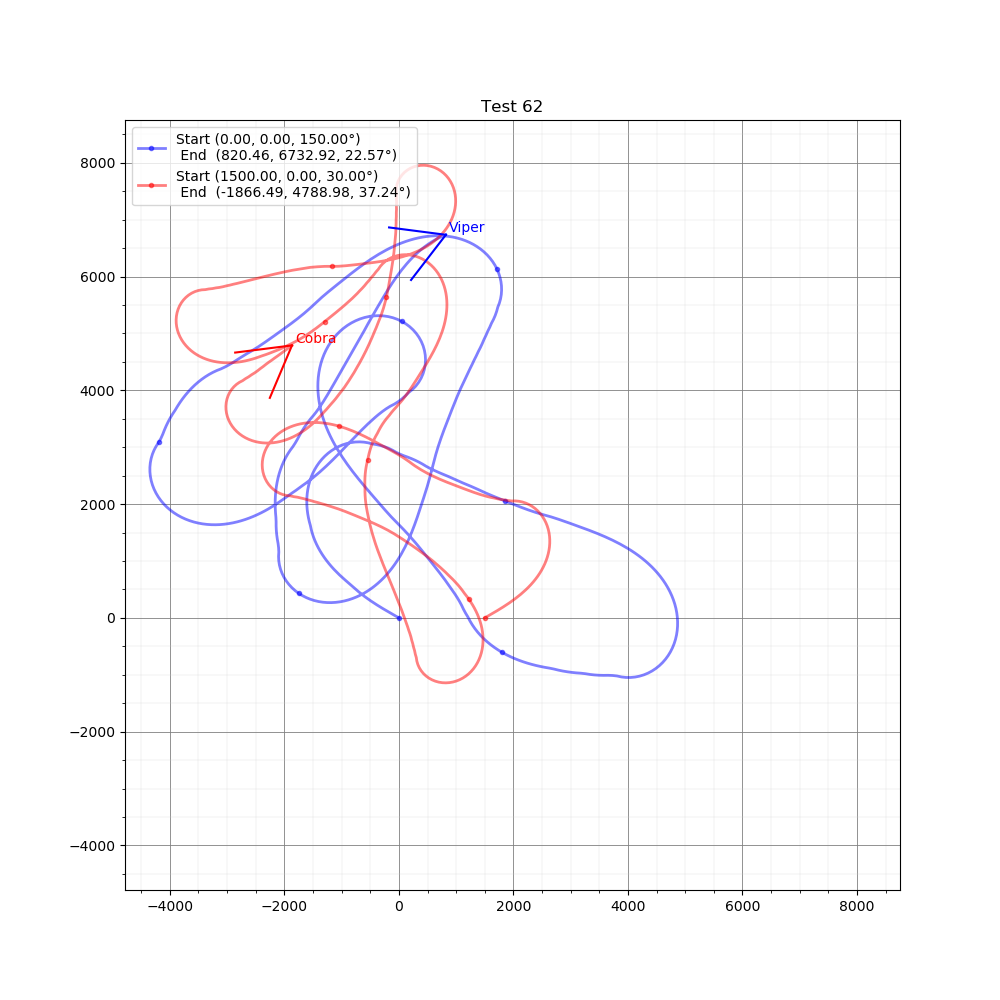 Test 62
Start (0.00, 0.00, 150.00°)
End (820.46, 6732.92, 22.57°)
Start (1500.00, 0.00, 30.00°)
End (-1866.49, 4788.98, 37.24°)
Viper
Cobra
8000
6000
4000
2000
0
−2000
−4000
−4000 −2000 0 2000 4000 6000 8000